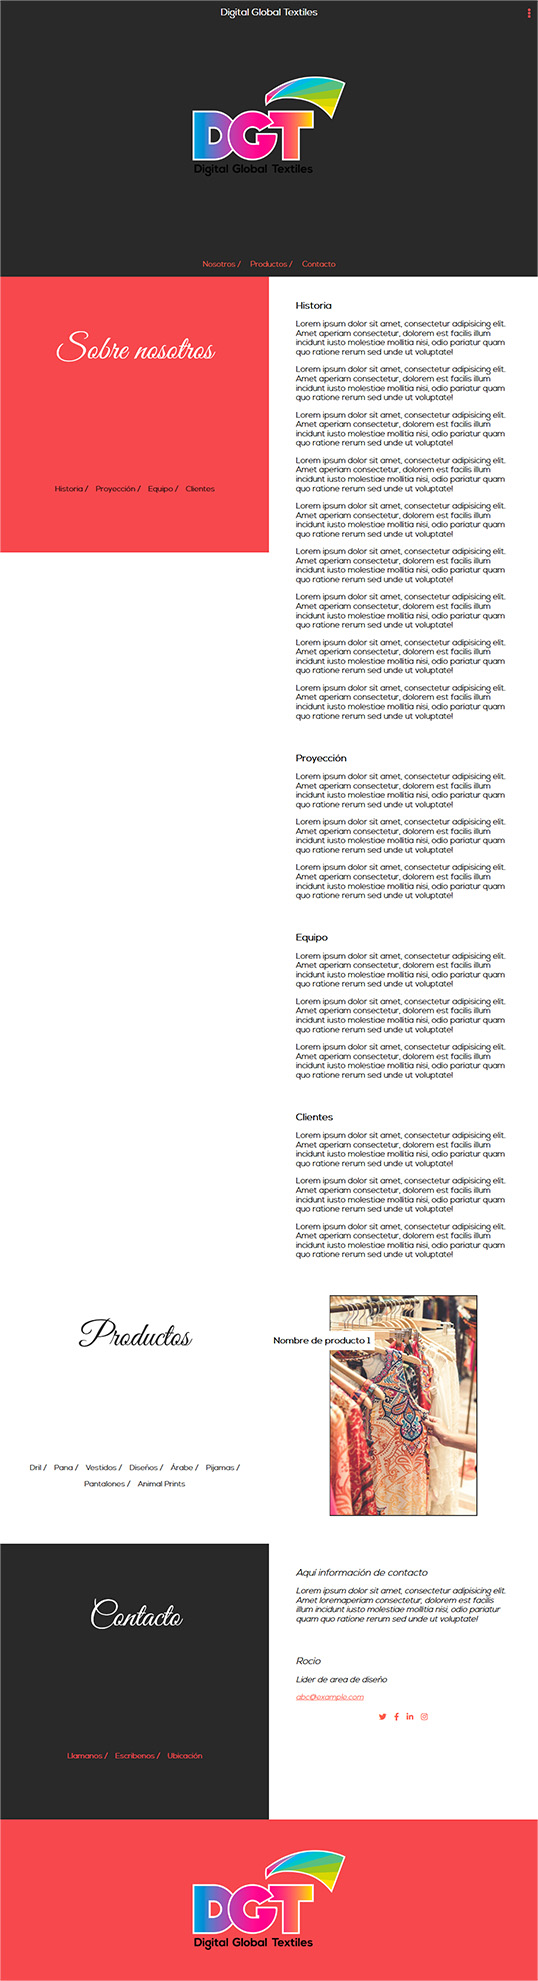 Digital Global Textiles
DGT
Digital Global Textiles
Nosotros / Productos / Contacto
Sobre nosotros
Historia / Proyección / Equipo / Clientes
Historia
Lorem ipsum dolor sit amet, consectetur adipisicing elit.
Amet aperiam consectetur, dolorem est facilis illum
incidunt iusto molestiae mollitia nisi, odio pariatur quam
quo ratione rerum sed unde ut voluptate!
Lorem ipsum dolor sit amet, consectetur adipisicing elit.
Amet aperiam consectetur, dolorem est facilis illum
incidunt iusto molestiae mollitia nisi, odio pariatur quam
quo ratione rerum sed unde ut voluptate!
Lorem ipsum dolor sit amet, consectetur adipisicing elit.
Amet aperiam consectetur, dolorem est facilis illum
incidunt iusto molestiae mollitia nisi, odio pariatur quam
quo ratione rerum sed unde ut voluptate!
Lorem ipsum dolor sit amet, consectetur adipisicing elit.
Amet aperiam consectetur, dolorem est facilis illum
incidunt iusto molestiae mollitia nisi, odio pariatur quam
quo ratione rerum sed unde ut voluptate!
Lorem ipsum dolor sit amet, consectetur adipisicing elit.
Amet aperiam consectetur, dolorem est facilis illum
incidunt iusto molestiae mollitia nisi, odio pariatur quam
quo ratione rerum sed unde ut voluptate!
Lorem ipsum dolor sit amet, consectetur adipisicing elit.
Amet aperiam consectetur, dolorem est facilis illum
incidunt iusto molestiae mollitia nisi, odio pariatur quam
quo ratione rerum sed unde ut voluptate!
Lorem ipsum dolor sit amet, consectetur adipisicing elit.
Amet aperiam consectetur, dolorem est facilis illum
incidunt iusto molestiae mollitia nisi, odio pariatur quam
quo ratione rerum sed unde ut voluptate!
Lorem ipsum dolor sit amet, consectetur adipisicing elit.
Amet aperiam consectetur, dolorem est facilis illum
incidunt iusto molestiae mollitia nisi, odio pariatur quam
quo ratione rerum sed unde ut voluptate!
Lorem ipsum dolor sit amet, consectetur adipisicing elit.
Amet aperiam consectetur, dolorem est facilis illum
incidunt iusto molestiae mollitia nisi, odio pariatur quam
quo ratione rerum sed unde ut voluptate!
Proyección
Lorem ipsum dolor sit amet, consectetur adipisicing elit.
Amet aperiam consectetur, dolorem est facilis illum
incidunt iusto molestiae mollitia nisi, odio pariatur quam
quo ratione rerum sed unde ut voluptate!
Lorem ipsum dolor sit amet, consectetur adipisicing elit.
Amet aperiam consectetur, dolorem est facilis illum
incidunt iusto molestiae mollitia nisi, odio pariatur quam
quo ratione rerum sed unde ut voluptate!
Lorem ipsum dolor sit amet, consectetur adipisicing elit.
Amet aperiam consectetur, dolorem est facilis illum
incidunt iusto molestiae mollitia nisi, odio pariatur quam
quo ratione rerum sed unde ut voluptate!
Equipo
Lorem ipsum dolor sit amet, consectetur adipisicing elit.
Amet aperiam consectetur, dolorem est facilis illum
incidunt iusto molestiae mollitia nisi, odio pariatur quam
quo ratione rerum sed unde ut voluptate!
Lorem ipsum dolor sit amet, consectetur adipisicing elit.
Amet aperiam consectetur, dolorem est facilis illum
incidunt iusto molestiae mollitia nisi, odio pariatur quam
quo ratione rerum sed unde ut voluptate!
Lorem ipsum dolor sit amet, consectetur adipisicing elit.
Amet aperiam consectetur, dolorem est facilis illum
incidunt iusto molestiae mollitia nisi, odio pariatur quam
quo ratione rerum sed unde ut voluptate!
Clientes
Lorem ipsum dolor sit amet, consectetur adipisicing elit.
Amet aperiam consectetur, dolorem est facilis illum
incidunt iusto molestiae mollitia nisi, odio pariatur quam
quo ratione rerum sed unde ut voluptate!
Lorem ipsum dolor sit amet, consectetur adipisicing elit.
Amet aperiam consectetur, dolorem est facilis illum
incidunt iusto molestiae mollitia nisi, odio pariatur quam
quo ratione rerum sed unde ut voluptate!
Lorem ipsum dolor sit amet, consectetur adipisicing elit.
Amet aperiam consectetur, dolorem est facilis illum
incidunt iusto molestiae mollitia nisi, odio pariatur quam
quo ratione rerum sed unde ut voluptate!
Productos
Dril / Pana / Vestidos / Diseños / Árabe / Pijamas /
Pantalones / Animal Prints
Nombre de producto 1
Contacto
Llamanos / Escribenos / Ubicación
Aquí información de contacto
Lorem ipsum dolor sit amet, consectetur adipisicing elit.
Amet loremaperiam consectetur, dolorem est facilis
illum incidunt iusto molestiae mollitia nisi, odio pariatur
quam quo ratione rerum sed unde ut voluptate!
Rocio
Lider de area de diseño
abc@example.com
DGT
Digital Global Textiles